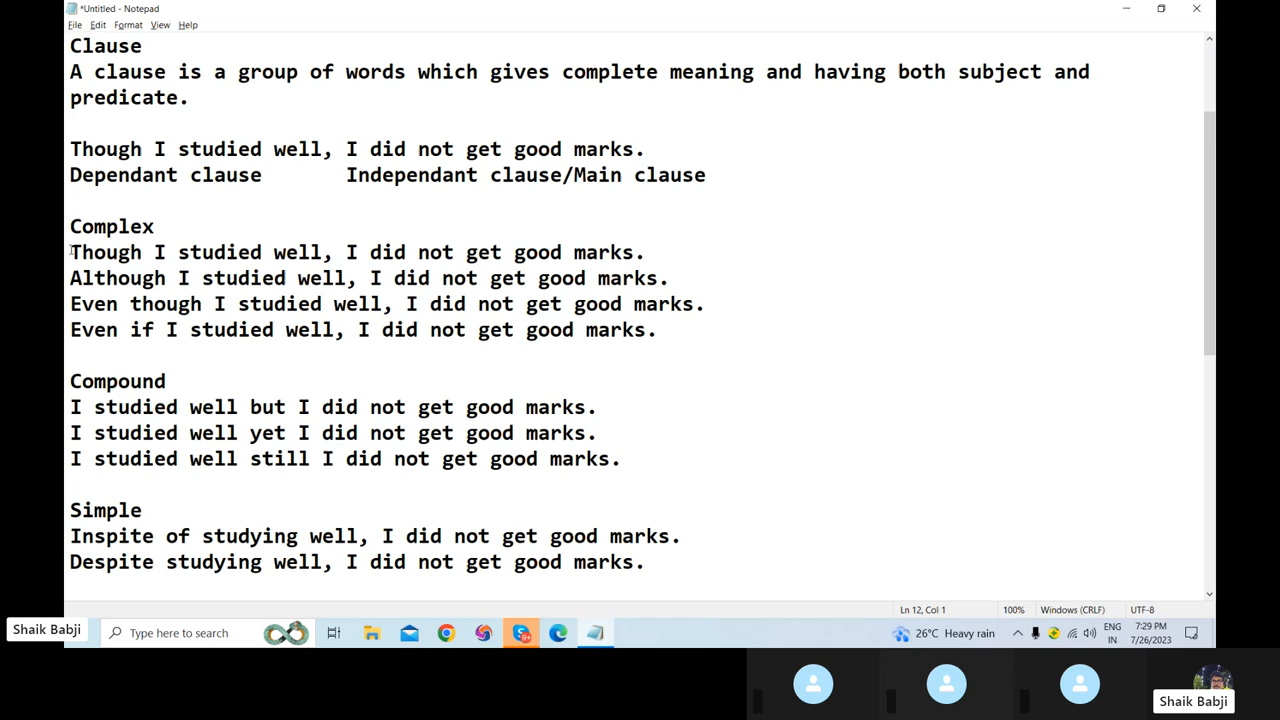 *Untitled - Notepad
File Edit Format View Help
Clause
A clause is a group of words which gives complete meaning and having both subject and
predicate.
Though I studied well, I did not get good marks.
Dependant clause Independant clause/Main clause
Complex
Though I studied well, I did not get good marks.
Although I studied well, I did not get good marks.
Even though I studied well, I did not get good marks.
Even if I studied well, I did not get good marks.
Compound
I studied well but I did not get good marks.
I studied well yet I did not get good marks.
I studied well still I did not get good marks.
Simple
Inspite of studying well, I did not get good marks.
Despite studying well, I did not get good marks.
Ln 12, Col 1 100% Windows (CRLF) UTF-8
Shaik Babji
Type here to search
26°C Heavy rain
ENG
IN
7:29 PM
7/26/2023
Shaik Babji